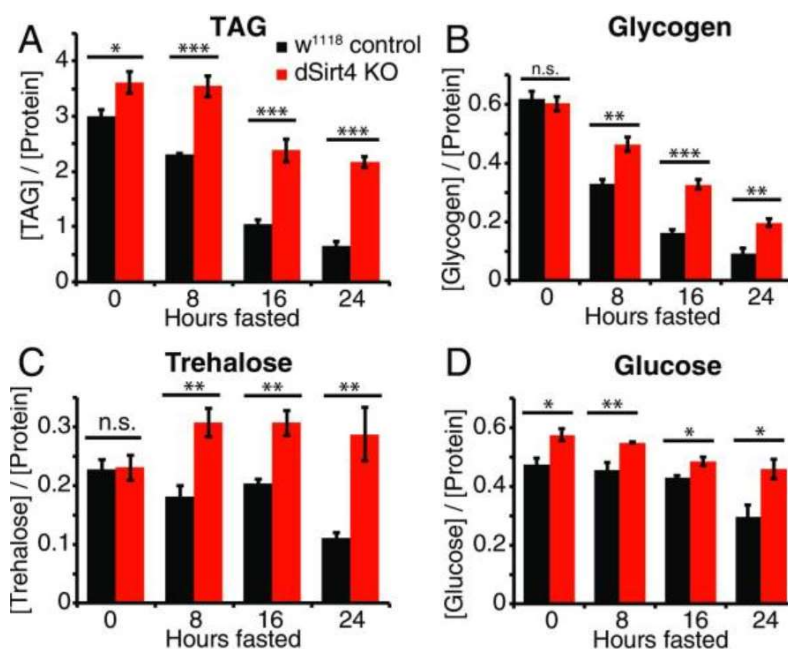 A
TAG
w¹¹¹⁸ control
dSirt4 KO
[TAG] / [Protein]
4
3
2
1
0
*
***
***
***
0 8 16 24
Hours fasted
B
Glycogen
[Glycogen] / [Protein]
0.6
0.4
0.2
0
n.s.
**
***
**
0 8 16 24
Hours fasted
C
Trehalose
[Trehalose] / [Protein]
0.3
0.2
0.1
0
n.s.
**
**
**
0 8 16 24
Hours fasted
D
Glucose
[Glucose] / [Protein]
0.6
0.4
0.6
0
*
**
*
*
0 8 16 24
Hours fasted